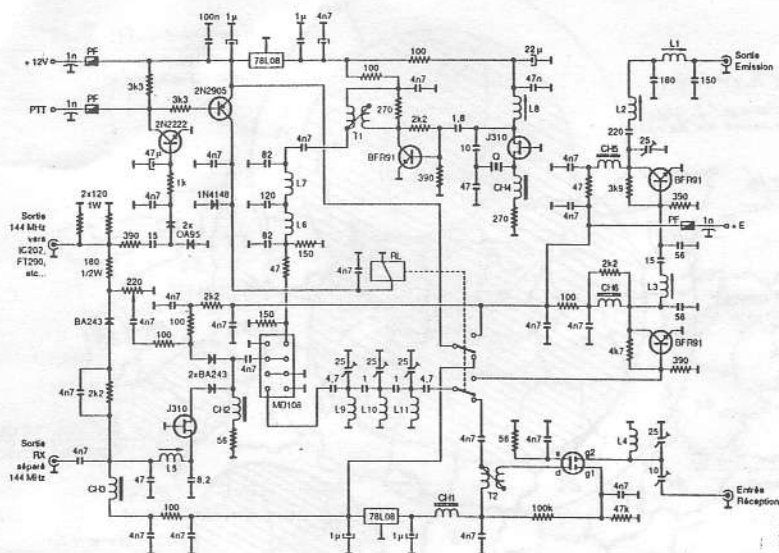 100n
1µ
1µ
4n7
+ 12V
1n
PF
78L08
100
22µ
L1
Sortie
Emission
3k3
100
4n7
47n
180
150
PTT
1n
PF
3k3
2N2905
270
L8
L2
2N2222
T1
2k2
1,8
J310
220
25
47µ
4n7
82
4n7
BFR91
10
Q
4n7
CH5
BFR91
1k
L7
390
47
CH4
47
3k9
4n7
1N4148
120
4n7
390
2x120
1W
L6
270
PF
1n
+ E
Sortie
144 MHz
vers
IC202,
FT290,
etc...
390
15
2x
OA95
82
150
RL
15
56
180
1/2W
47
4n7
2k2
220
4n7
2k2
100
CH6
L3
56
BA243
4n7
100
100
4n7
150
4n7
4n7
BFR91
4k7
390
2xBA243
4n7
MD108
25
25
25
4n7
2k2
CH2
4,7
1
1
4,7
J310
L9
L10
L11
56
56
4n7
L4
25
Sortie
RX
séparé
144 MHz
4n7
4n7
s
g2
L5
d
g1
10
47
8,2
T2
4n7
Entrée
Réception
CH3
CH1
100
78L08
100k
47k
4n7
4n7
1µ
1µ
4n7